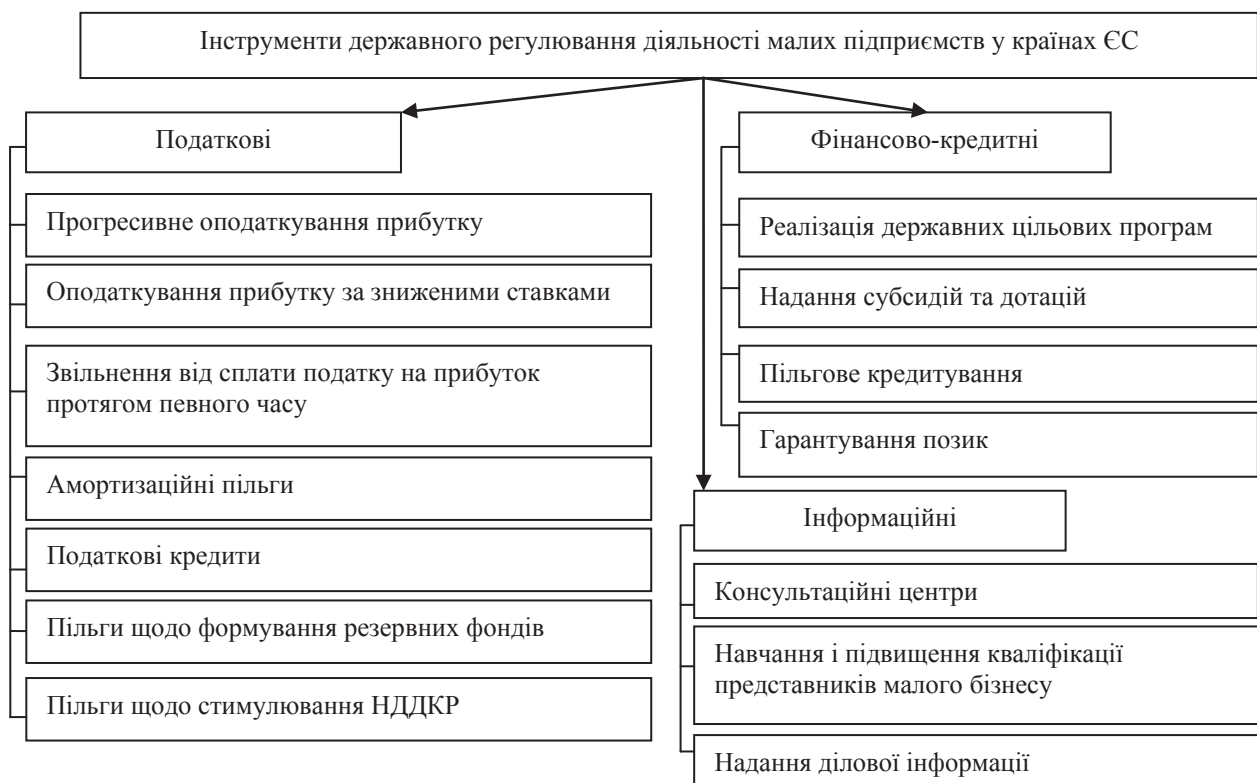 Інструменти державного регулювання діяльності малих підприємств у країнах ЄС
Податкові
Прогресивне оподаткування прибутку
Оподаткування прибутку за зниженими ставками
Звільнення від сплати податку на прибуток
протягом певного часу
Амортизаційні пільги
Податкові кредити
Пільги щодо формування резервних фондів
Пільги щодо стимулювання НДДКР
Фінансово-кредитні
Реалізація державних цільових програм
Надання субсидій та дотацій
Пільгове кредитування
Гарантування позик
Інформаційні
Консультаційні центри
Навчання і підвищення кваліфікації
представників малого бізнесу
Надання ділової інформації